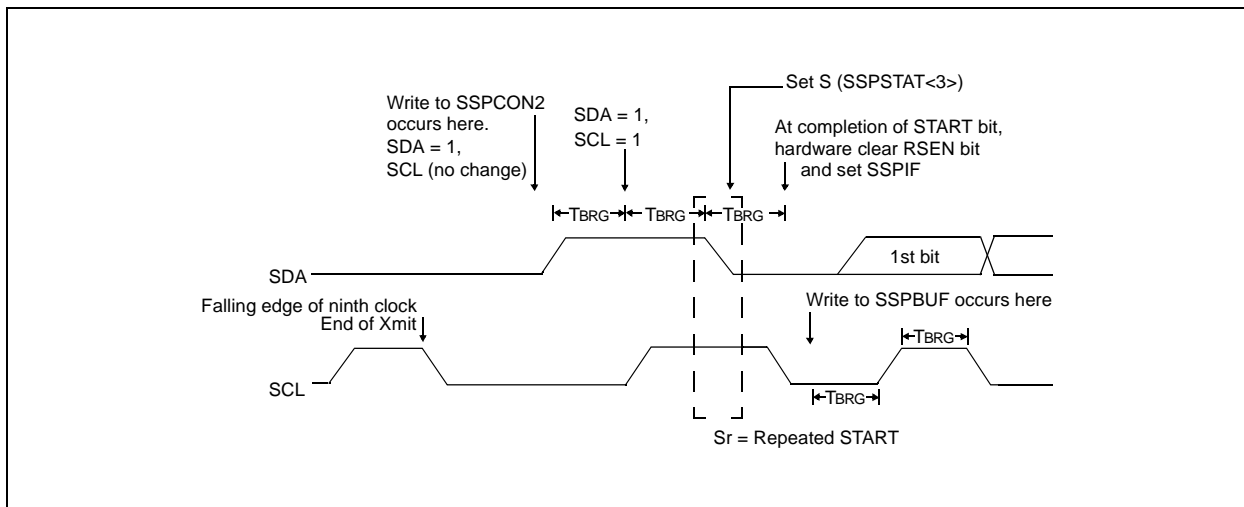 Set S (SSPSTAT<3>)
Write to SSPCON2
occurs here.
SDA = 1,
SCL (no change)
SDA = 1,
SCL = 1
At completion of START bit,
hardware clear RSEN bit
and set SSPIF
TBRG
TBRG
TBRG
SDA
1st bit
Falling edge of ninth clock
End of Xmit
Write to SSPBUF occurs here
TBRG
SCL
TBRG
Sr = Repeated START